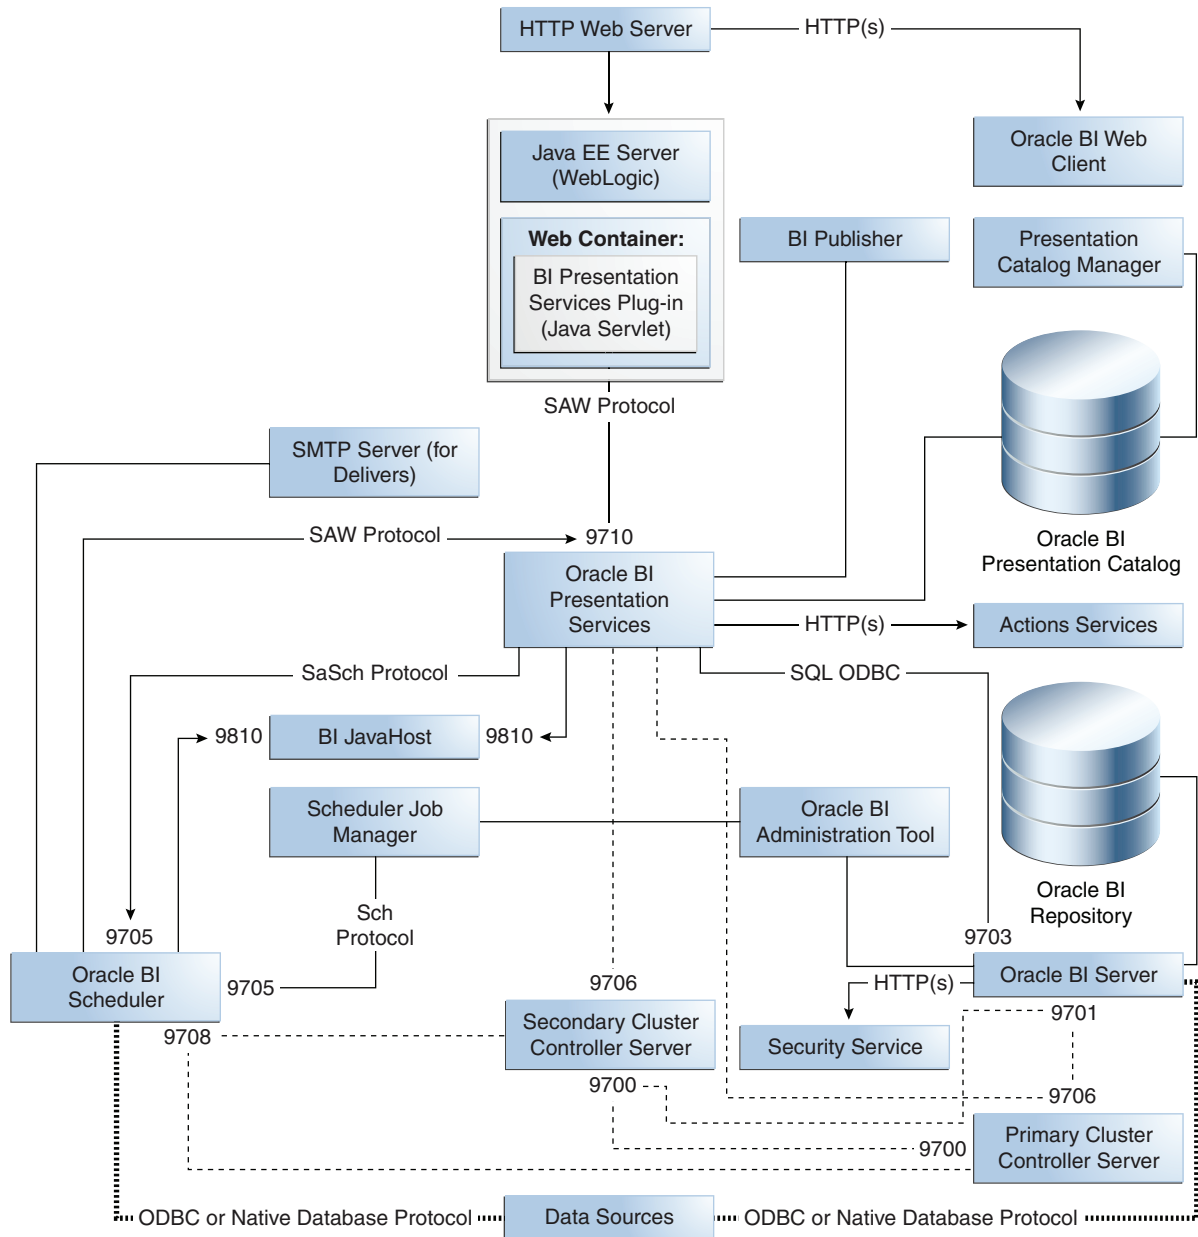 HTTP Web Server
HTTP(s)
Java EE Server
(WebLogic)
Oracle BI Web
Client
Web Container:
BI Presentation
Services Plug-in
(Java Servlet)
BI Publisher
Presentation
Catalog Manager
SAW Protocol
SMTP Server (for
Delivers)
SAW Protocol
9710
Oracle BI
Presentation Catalog
Oracle BI
Presentation
Services
HTTP(s)
Actions Services
SaSch Protocol
SQL ODBC
9810
BI JavaHost
9810
Scheduler Job
Manager
Oracle BI
Administration Tool
Oracle BI
Repository
Sch
Protocol
9705
9703
Oracle BI
Scheduler
9705
9706
HTTP(s)
Oracle BI Server
9708
Secondary Cluster
Controller Server
Security Service
9701
9700
9706
9700
Primary Cluster
Controller Server
ODBC or Native Database Protocol
Data Sources
ODBC or Native Database Protocol